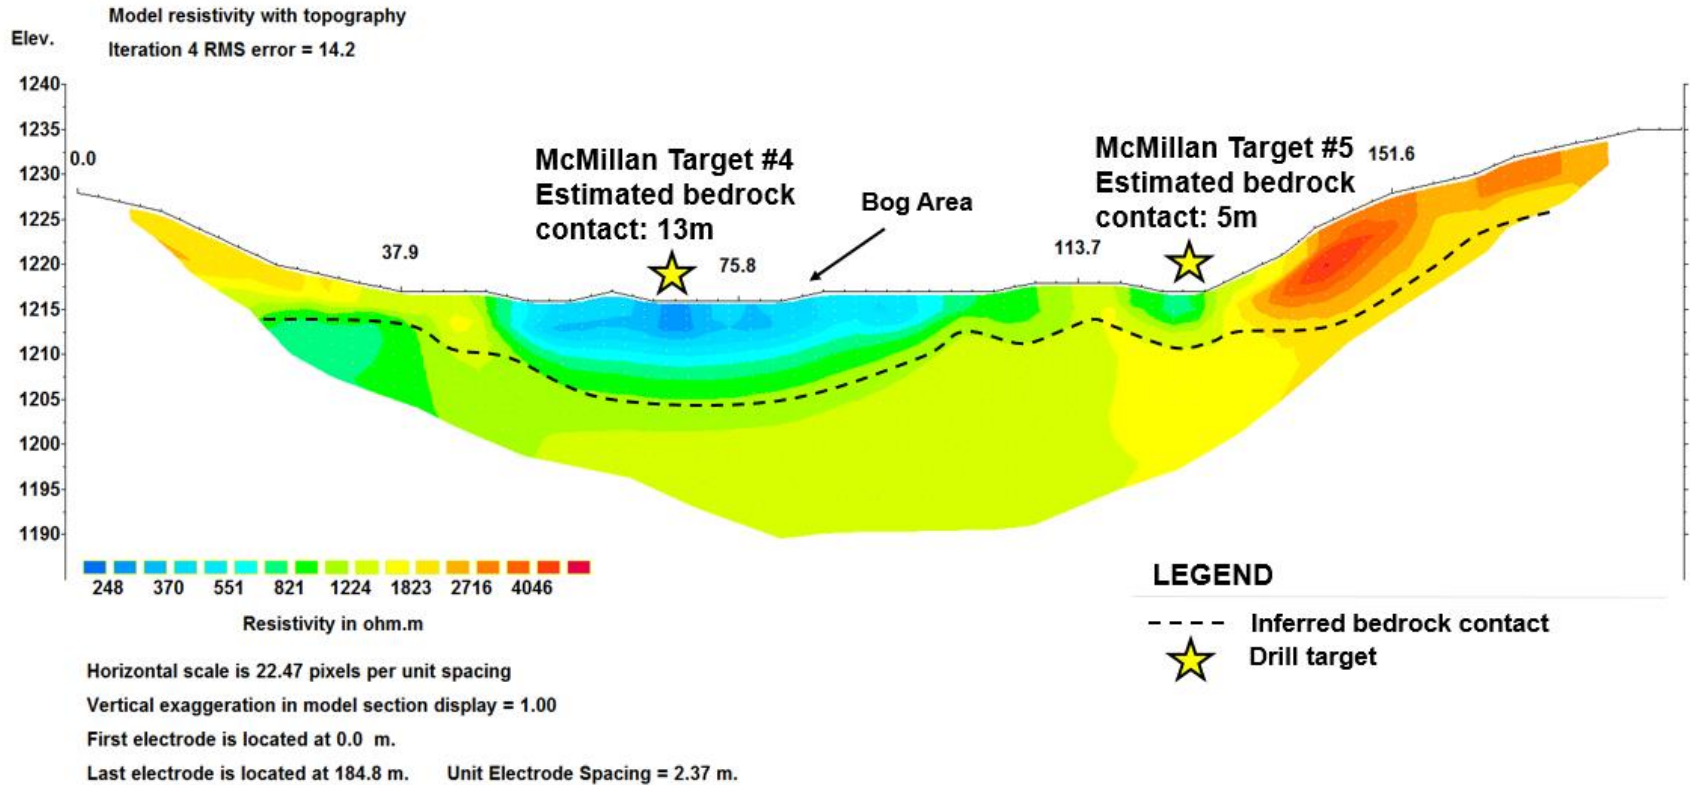 Model resistivity with topography
Elev.
Iteration 4 RMS error = 14.2
1240
1235
1230
1225
1220
1215
1210
1205
1200
1195
1190
0.0
37.9
McMillan Target #4
Estimated bedrock
contact: 13m
75.8
Bog Area
113.7
McMillan Target #5
Estimated bedrock
contact: 5m
151.6
248 370 551 821 1224 1823 2716 4046
Resistivity in ohm.m
LEGEND
Inferred bedrock contact
Drill target
Horizontal scale is 22.47 pixels per unit spacing
Vertical exaggeration in model section display = 1.00
First electrode is located at 0.0 m.
Last electrode is located at 184.8 m. Unit Electrode Spacing = 2.37 m.